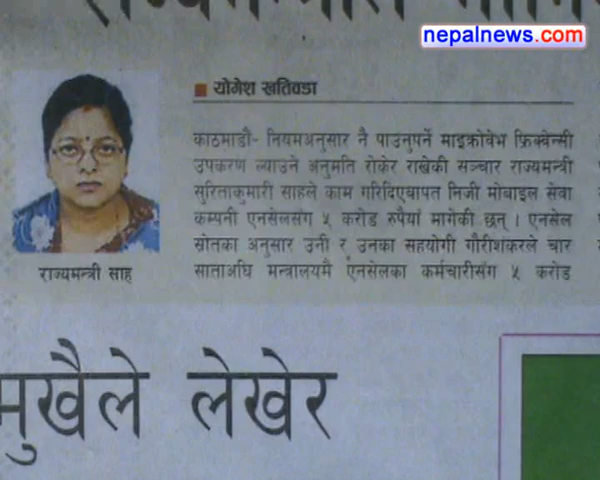 nepalnews.com
योगेश खतिवडा
काठमाडौं- नियमअनुसार नै पाउनुपर्ने माइक्रोवेभ फ्रिक्वेन्सी
उपकरण ल्याउने अनुमति रोकेर राखेकी सञ्चार राज्यमन्त्री
सुरिताकुमारी साहले काम गरिदिएबापत निजी मोबाइल सेवा
कम्पनी एनसेलसंग ५ करोड रुपैयाँ मागेकी छन् । एनसेल
स्रोतका अनुसार उनी र उनका सहयोगी गौरीशंकरले चार
साताअघि मन्त्रालयमै एनसेलका कर्मचारीसंग ५ करोड
राज्यमन्त्री साह
मुखैले लेखेर